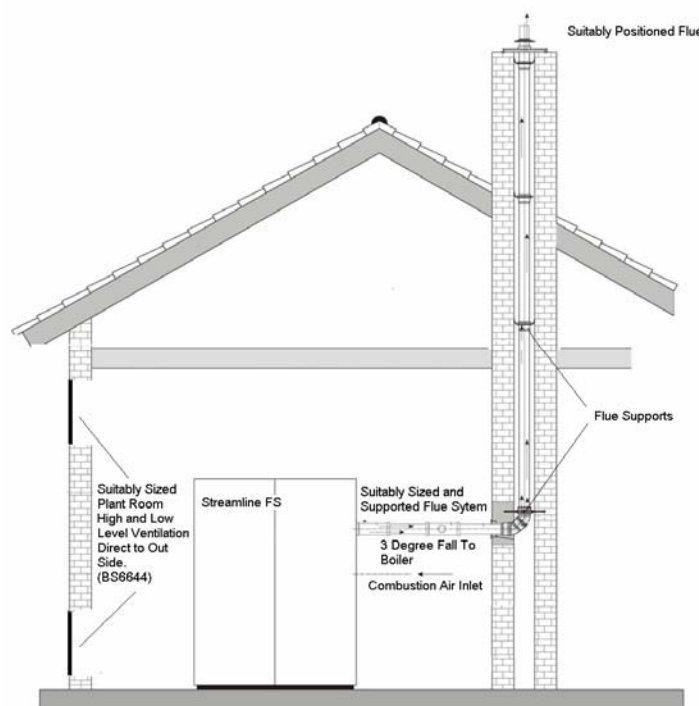 Suitably Positioned Flue
Flue Supports
Suitably Sized
Plant Room
High and Low
Level Ventilation
Direct to Out
Side.
(BS6644)
Streamline FS
Suitably Sized and
Supported Flue Sytem
3 Degree Fall To
Boiler
Combustion Air Inlet